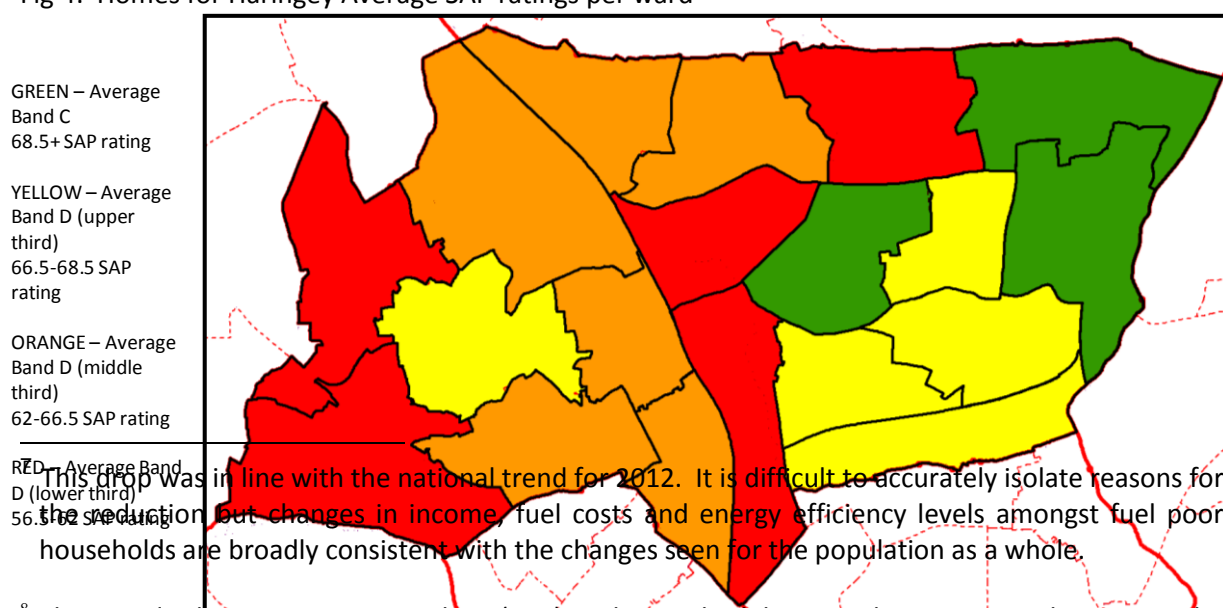 Fig 4: Homes for Haringey Average SAP ratings per ward
GREEN – Average
Band C
68.5+ SAP rating
YELLOW – Average
Band D (upper
third)
66.5-68.5 SAP
rating
ORANGE – Average
Band D (middle
third)
62-66.5 SAP rating
RED – Average Band
D (lower third)
56.5-62 SAP rating
7 This drop was in line with the national trend for 2012. It is difficult to accurately isolate reasons for
the reduction but changes in income, fuel costs and energy efficiency levels amongst fuel poor
households are broadly consistent with the changes seen for the population as a whole.
8